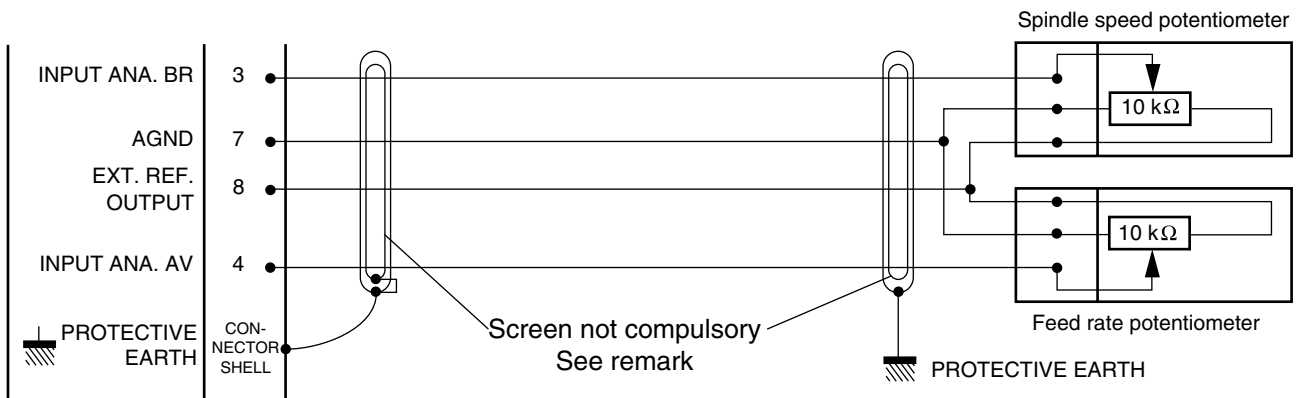 Spindle speed potentiometer
INPUT ANA. BR 3
10 kΩ
AGND 7
EXT. REF.
OUTPUT 8
10 kΩ
INPUT ANA. AV 4
PROTECTIVE
EARTH
CON-
NECTOR
SHELL
Screen not compulsory
See remark
Feed rate potentiometer
PROTECTIVE EARTH